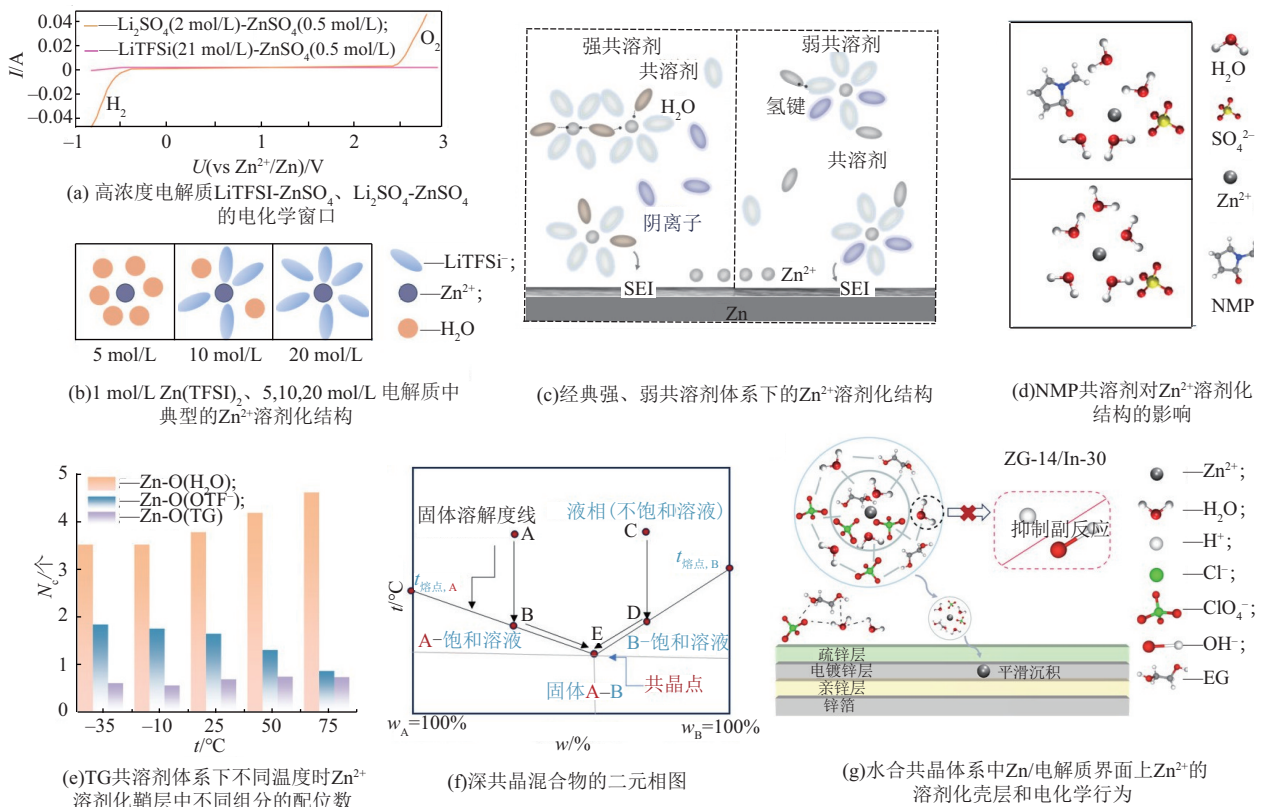 I/A
0.04
0.02
0
−0.02
−0.04
—Li₂SO₄(2 mol/L)-ZnSO₄(0.5 mol/L);
—LiTFSi(21 mol/L)-ZnSO₄(0.5 mol/L)
O₂
H₂
−1 0 1 2 3
U(vs Zn²⁺/Zn)/V
(a) 高浓度电解质LiTFSI-ZnSO₄、Li₂SO₄-ZnSO₄
的电化学窗口
5 mol/L 10 mol/L 20 mol/L
—LiTFSi⁻;
—Zn²⁺;
—H₂O
(b)1 mol/L Zn(TFSI)₂、5,10,20 mol/L 电解质中
典型的Zn²⁺溶剂化结构
强共溶剂
共溶剂
H₂O
阴离子
SEI
弱共溶剂
氢键
共溶剂
Zn²⁺
SEI
Zn
(c)经典强、弱共溶剂体系下的Zn²⁺溶剂化结构
H₂O
SO₄²⁻
Zn²⁺
NMP
(d)NMP共溶剂对Zn²⁺溶剂化
结构的影响
N꜀/个
5
4
3
2
1
0
—Zn-O(H₂O);
—Zn-O(OTF⁻);
—Zn-O(TG)
−35 −10 25 50 75
t/°C
(e)TG共溶剂体系下不同温度时Zn²⁺
溶剂化鞘层中不同组分的配位数
t/°C
固体溶解度线
A
液相(不饱和溶液)
C
t熔点, A
t熔点, B
B
D
E
A–饱和溶液
B–饱和溶液
共晶点
固体A–B
w_A=100%
w/%
w_B=100%
(f)深共晶混合物的二元相图
ZG-14/In-30
抑制副反应
疏锌层
电镀锌层
平滑沉积
亲锌层
锌箔
—Zn²⁺;
—H₂O;
—H⁺;
—Cl⁻;
—ClO₄⁻;
—OH⁻;
—EG
(g)水合共晶体系中Zn/电解质界面上Zn²⁺的
溶剂化壳层和电化学行为